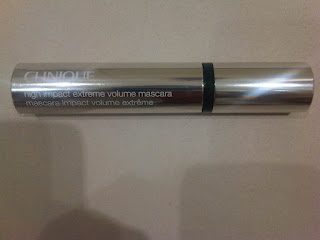 CLINIQUE
high impact extreme volume mascara
mascara impact volume extrême